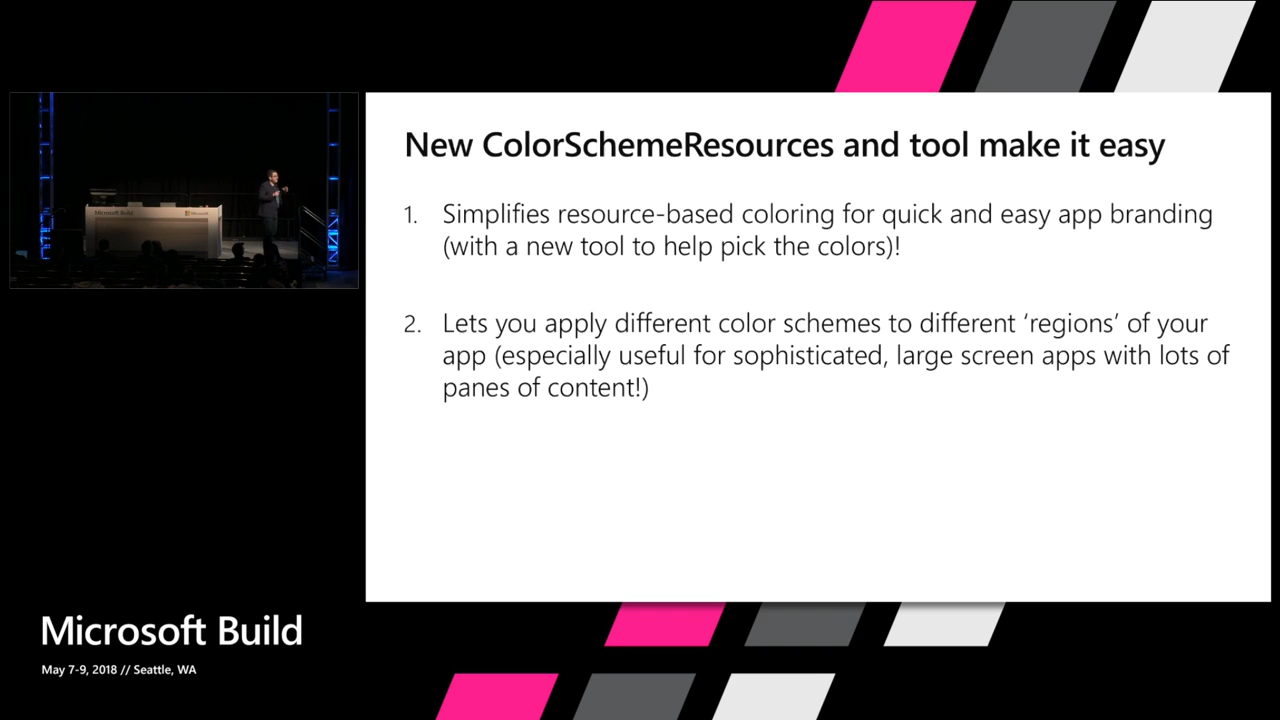 New ColorSchemeResources and tool make it easy
1. Simplifies resource-based coloring for quick and easy app branding
(with a new tool to help pick the colors)!
2. Lets you apply different color schemes to different ‘regions’ of your
app (especially useful for sophisticated, large screen apps with lots of
panes of content!)
Microsoft Build
Microsoft
Microsoft Build
May 7-9, 2018 // Seattle, WA